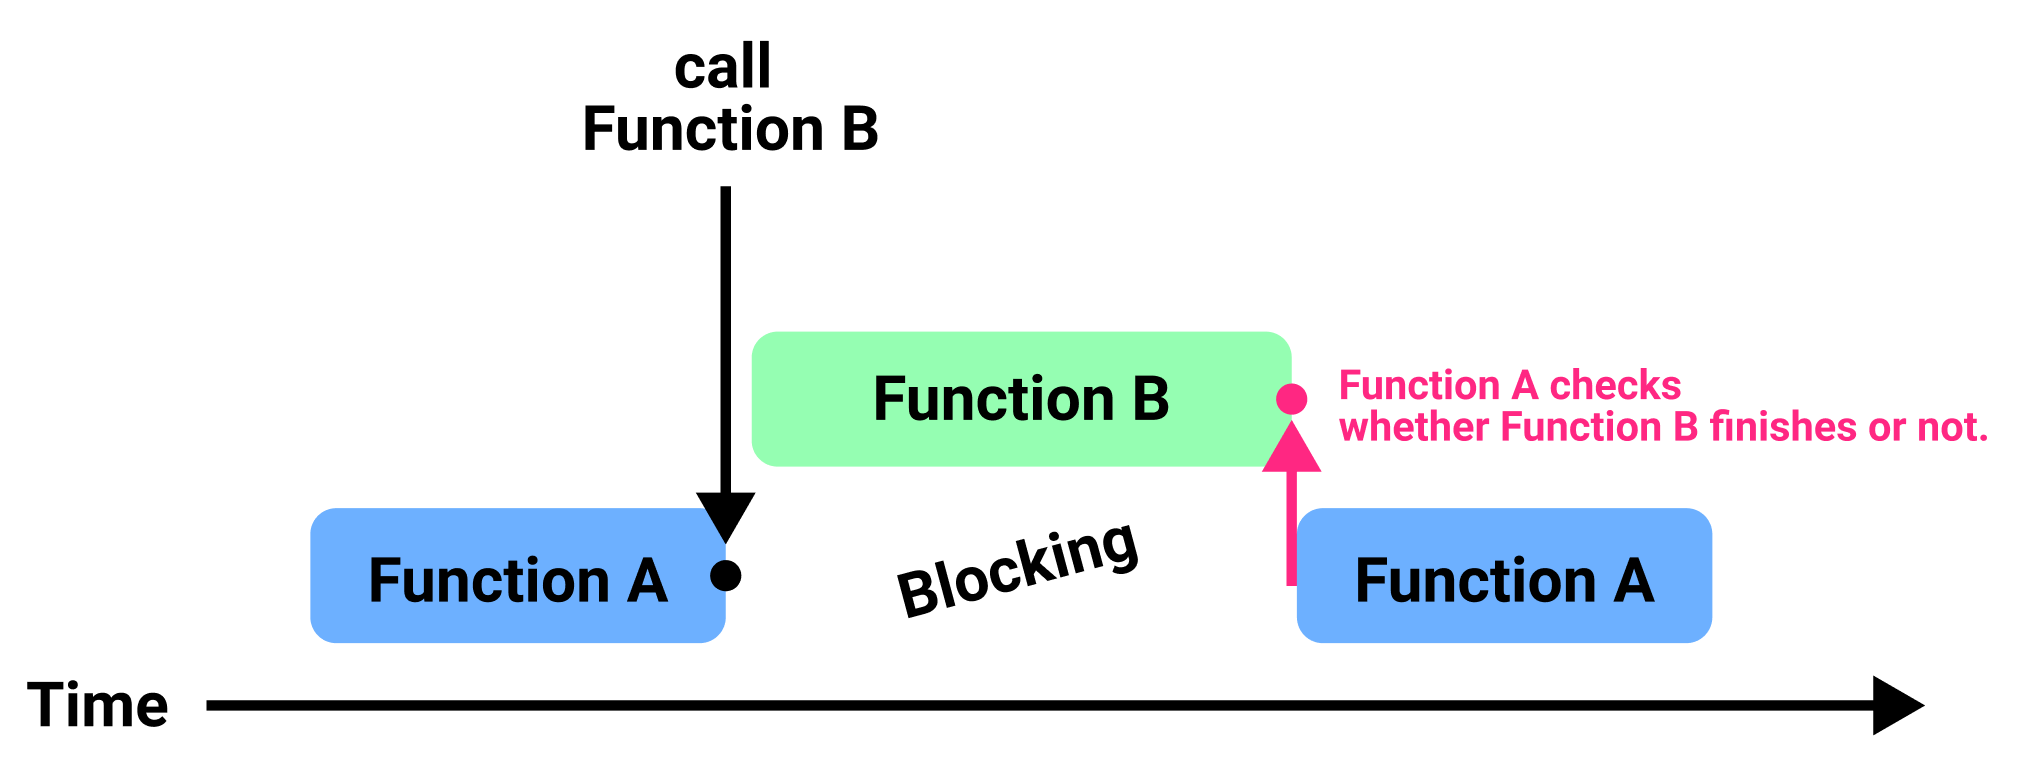 call
Function B
Function B
Function A checks
whether Function B finishes or not.
Blocking
Function A
Function A
Time